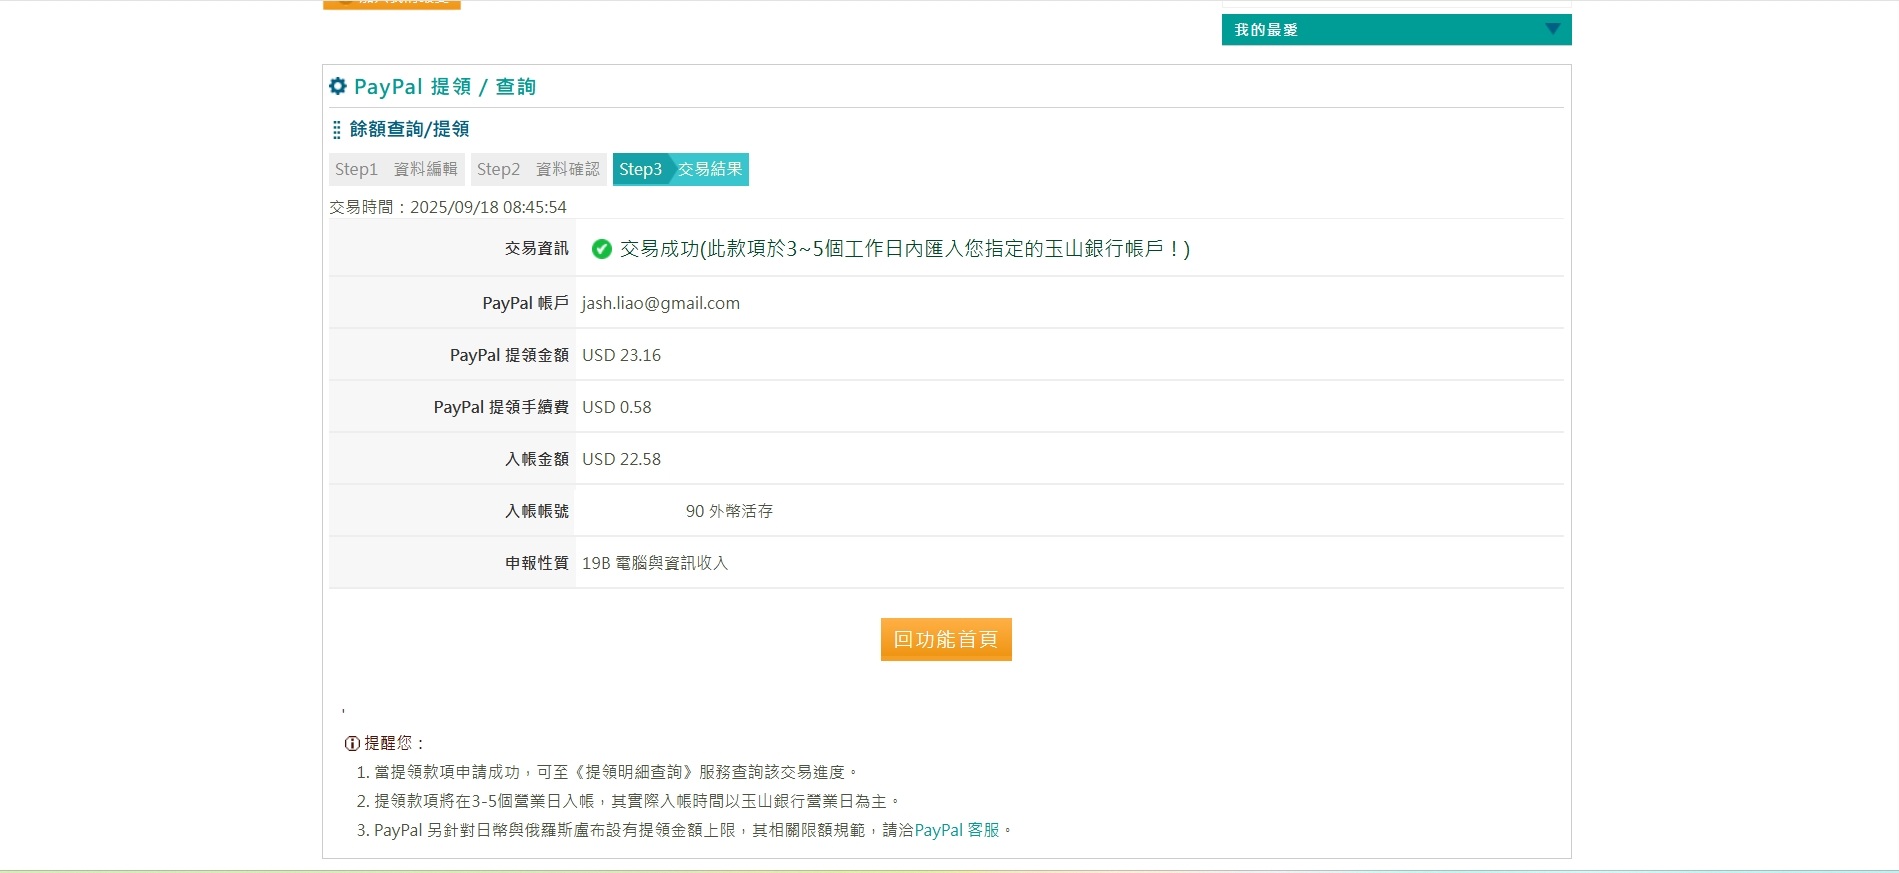 我的最愛
PayPal 提領 / 查詢
餘額查詢/提領
Step1 資料編輯 Step2 資料確認 Step3 交易結果
交易時間：2025/09/18 08:45:54
交易資訊 交易成功(此款項於3~5個工作日內匯入您指定的玉山銀行帳戶！)
PayPal 帳戶 jash.liao@gmail.com
PayPal 提領金額 USD 23.16
PayPal 提領手續費 USD 0.58
入帳金額 USD 22.58
入帳帳號 90 外幣活存
申報性質 19B 電腦與資訊收入
回功能首頁
'
提醒您：
1. 當提領款項申請成功，可至《提領明細查詢》服務查詢該交易進度。
2. 提領款項將在3-5個營業日入帳，其實際入帳時間以玉山銀行營業日為主。
3. PayPal 另針對日幣與俄羅斯盧布設有提領金額上限，其相關限額規範，請洽PayPal 客服。